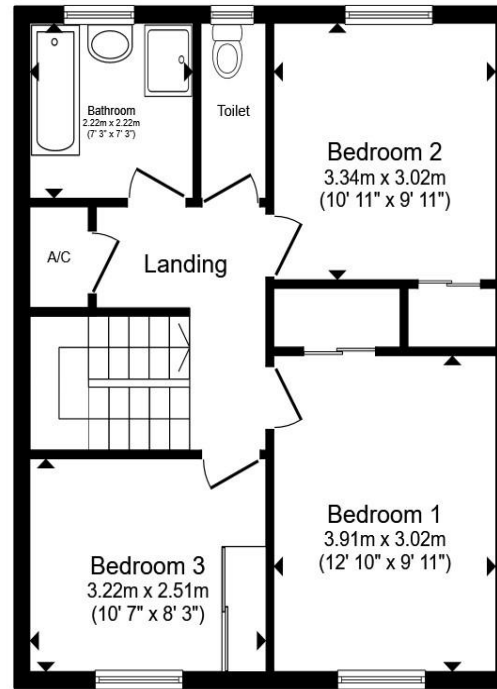 Bathroom
2.22m x 2.22m
(7' 3" x 7' 3")
Toilet
Bedroom 2
3.34m x 3.02m
(10' 11" x 9' 11")
A/C
Landing
Bedroom 1
3.91m x 3.02m
(12' 10" x 9' 11")
Bedroom 3
3.22m x 2.51m
(10' 7" x 8' 3")